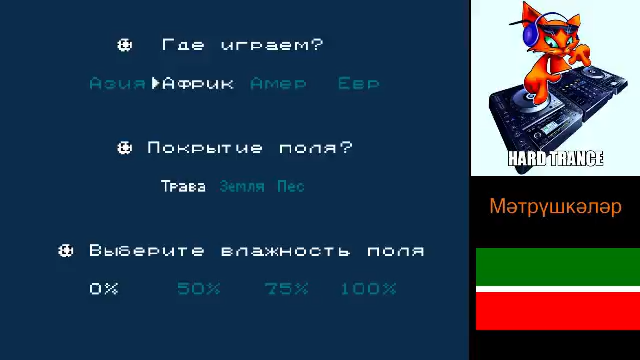 Где играем?
Азия Африк Амер Евр
Покрытие поля?
Трава Земля Пес
Выберите влажность поля
0% 50% 75% 100%
HARD TRANCE
Мәтрүшкәләр